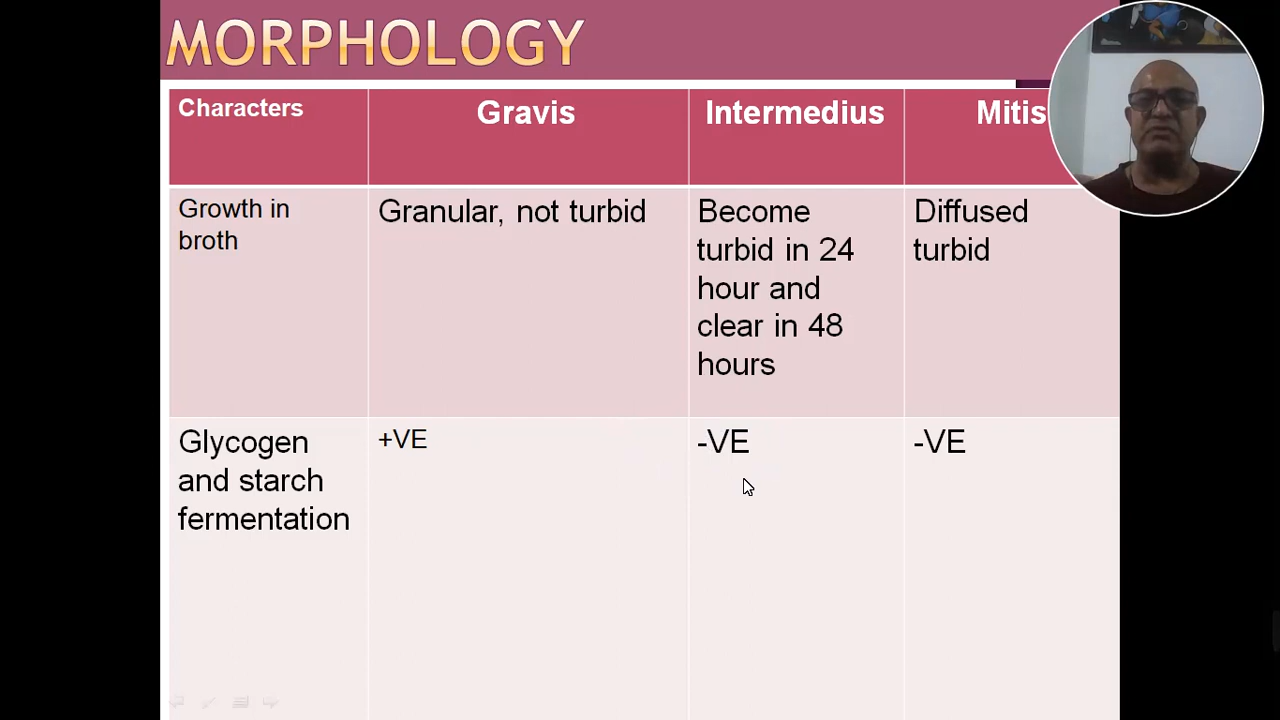 MORPHOLOGY
Characters
Gravis
Intermedius
Mitis
Growth in
broth
Granular, not turbid
Become
turbid in 24
hour and
clear in 48
hours
Diffused
turbid
Glycogen
and starch
fermentation
+VE
-VE
-VE